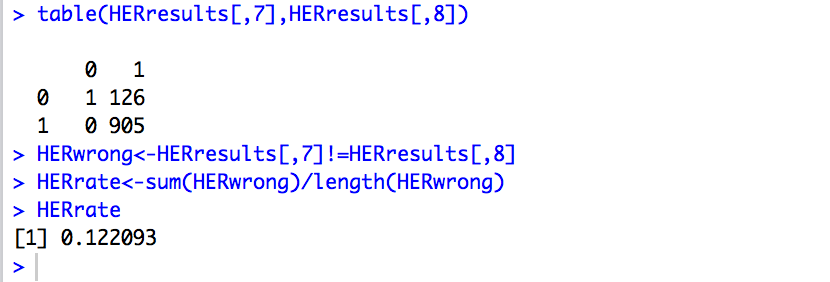 > table(HERresults[,7],HERresults[,8])
0 1
0 1 126
1 0 905
> HERwrong<-HERresults[,7]!=HERresults[,8]
> HERrate<-sum(HERwrong)/length(HERwrong)
> HERrate
[1] 0.122093
>